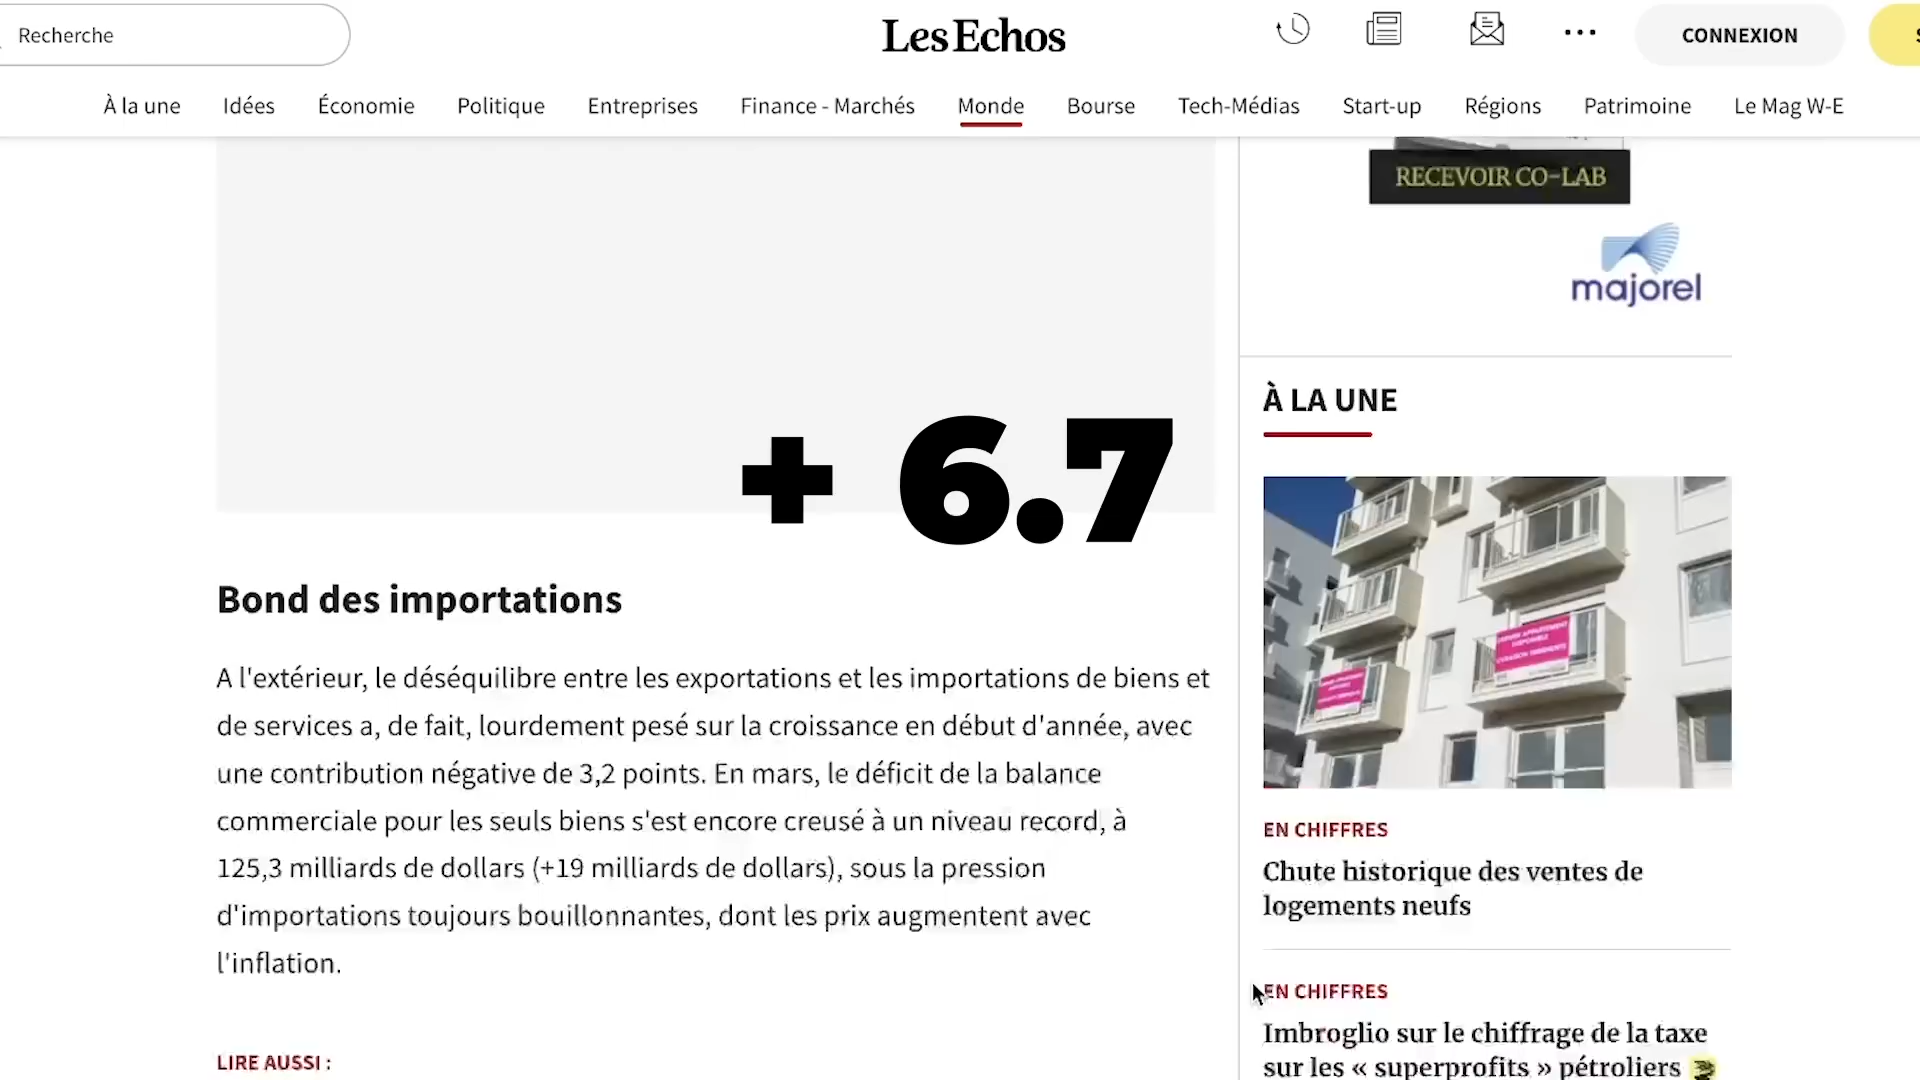 Recherche
Les Echos
CONNEXION
À la une Idées Économie Politique Entreprises Finance - Marchés Monde Bourse Tech-Médias Start-up Régions Patrimoine Le Mag W-E
RECEVOIR CO-LAB
majorel
À LA UNE
+ 6.7
Bond des importations
A l'extérieur, le déséquilibre entre les exportations et les importations de biens et
de services a, de fait, lourdement pesé sur la croissance en début d'année, avec
une contribution négative de 3,2 points. En mars, le déficit de la balance
commerciale pour les seuls biens s'est encore creusé à un niveau record, à
125,3 milliards de dollars (+19 milliards de dollars), sous la pression
d'importations toujours bouillonnantes, dont les prix augmentent avec
l'inflation.
LIRE AUSSI :
EN CHIFFRES
Chute historique des ventes de
logements neufs
EN CHIFFRES
Imbroglio sur le chiffrage de la taxe
sur les « superprofits » pétroliers